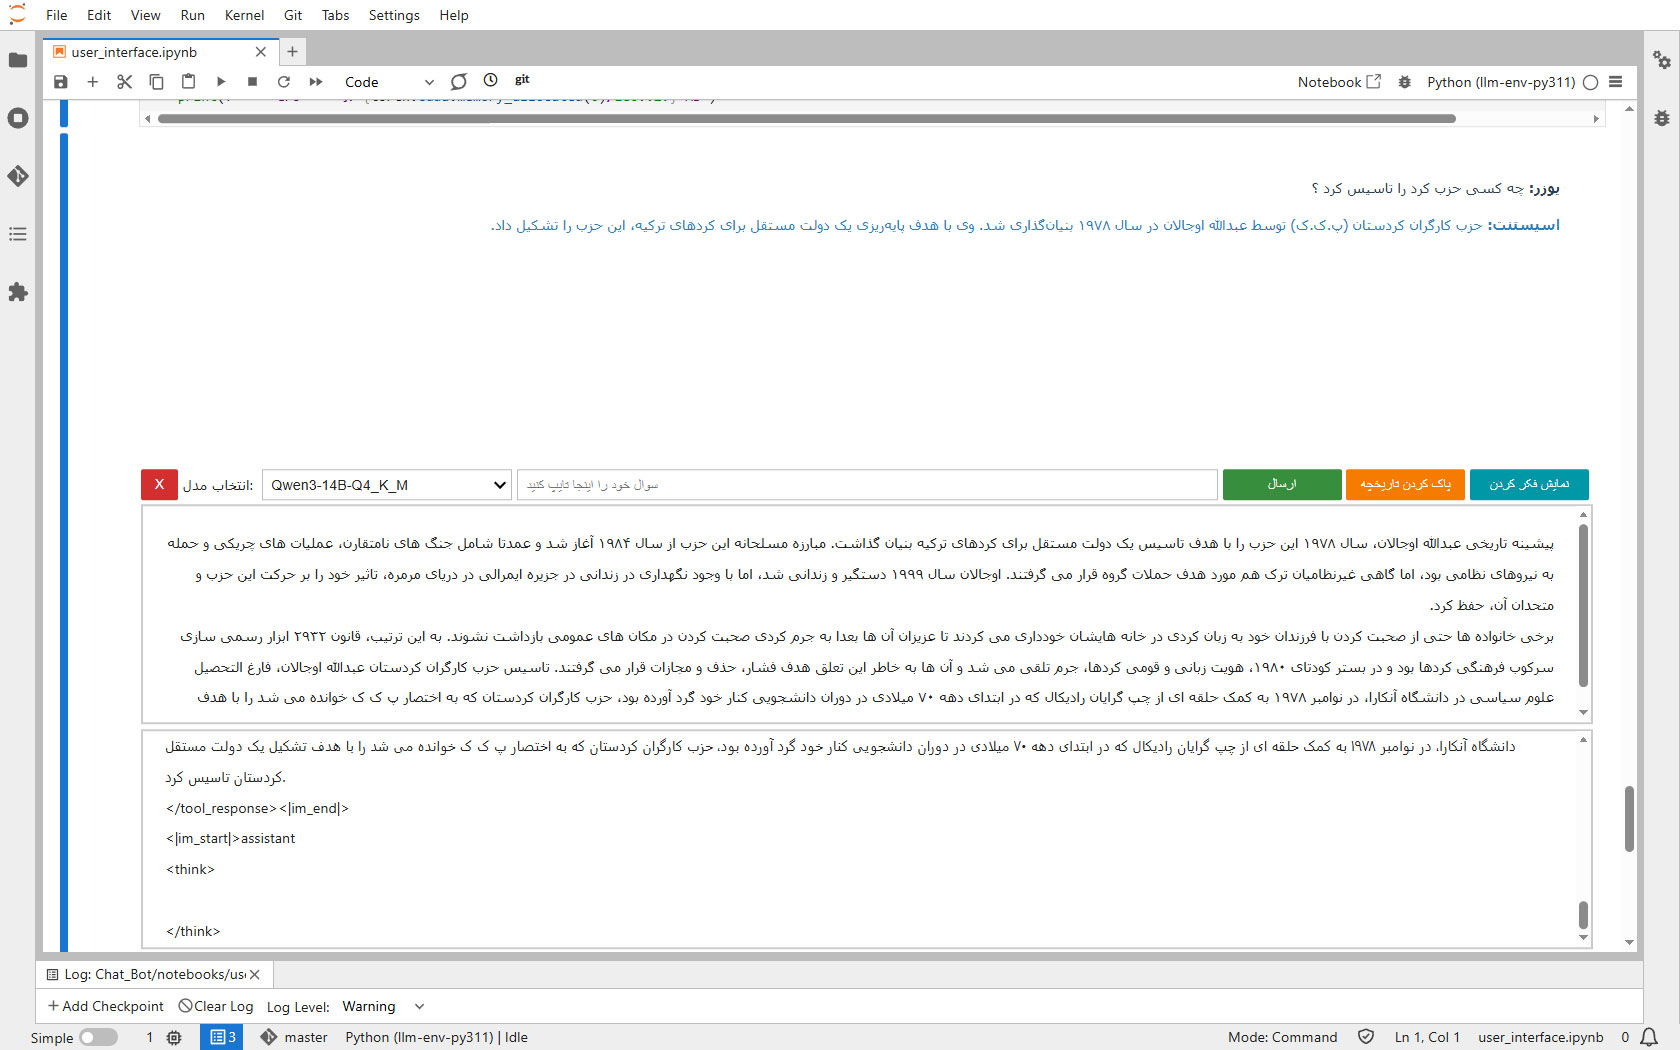 File Edit View Run Kernel Git Tabs Settings Help
user_interface.ipynb
Code
git
Notebook
Python (llm-env-py311)
یوزر: چه کسی حزب کرد را تاسیس کرد ؟
اسیستنت: حزب کارگران کردستان (پ.ک.ک) توسط عبدالله اوجالان در سال ۱۹۷۸ بنیان‌گذاری شد. وی با هدف پایه‌ریزی یک دولت مستقل برای کردهای ترکیه، این حزب را تشکیل داد.
X
انتخاب مدل:
Qwen3-14B-Q4_K_M
سوال خود را اینجا تایپ کنید
ارسال
پاک کردن تاریخچه
نمایش فکر کردن
پیشینه تاریخی عبدالله اوجالان، سال ۱۹۷۸ این حزب را با هدف تاسیس یک دولت مستقل برای کردهای ترکیه بنیان گذاشت. مبارزه مسلحانه این حزب از سال ۱۹۸۴ آغاز شد و عمدتا شامل جنگ های نامتقارن، عملیات های چریکی و حمله
به نیروهای نظامی بود، اما گاهی غیرنظامیان ترک هم مورد هدف حملات گروه قرار می گرفتند. اوجالان سال ۱۹۹۹ دستگیر و زندانی شد، اما با وجود نگهداری در زندانی در جزیره ایمرالی در دریای مرمره، تاثیر خود را بر حرکت این حزب و
متحدان آن، حفظ کرد.
برخی خانواده ها حتی از صحبت کردن با فرزندان خود به زبان کردی در خانه هایشان خودداری می کردند تا عزیزان آن ها بعدا به جرم کردی صحبت کردن در مکان های عمومی بازداشت نشوند. به این ترتیب، قانون ۲۹۳۲ ابزار رسمی سازی
سرکوب فرهنگی کردها بود و در بستر کودتای ۱۹۸۰، هویت زبانی و قومی کردها، جرم تلقی می شد و آن ها به خاطر این تعلق هدف فشار، حذف و مجازات قرار می گرفتند. تاسیس حزب کارگران کردستان عبدالله اوجالان، فارغ التحصیل
علوم سیاسی در دانشگاه آنکارا، در نوامبر ۱۹۷۸ به کمک حلقه ای از چپ گرایان رادیکال که در ابتدای دهه ۷۰ میلادی در دوران دانشجویی کنار خود گرد آورده بود، حزب کارگران کردستان که به اختصار پ ک ک خوانده می شد را با هدف
دانشگاه آنکارا، در نوامبر ۱۹۷۸ به کمک حلقه ای از چپ گرایان رادیکال که در ابتدای دهه ۷۰ میلادی در دوران دانشجویی کنار خود گرد آورده بود، حزب کارگران کردستان که به اختصار پ ک ک خوانده می شد را با هدف تشکیل یک دولت مستقل
کردستان تاسیس کرد.
</tool_response><|im_end|>
<|im_start|>assistant
<think>
</think>
Log: Chat_Bot/notebooks/us
Add Checkpoint Clear Log Log Level: Warning
Simple 1 3 master Python (llm-env-py311) | Idle Mode: Command Ln 1, Col 1 user_interface.ipynb 0